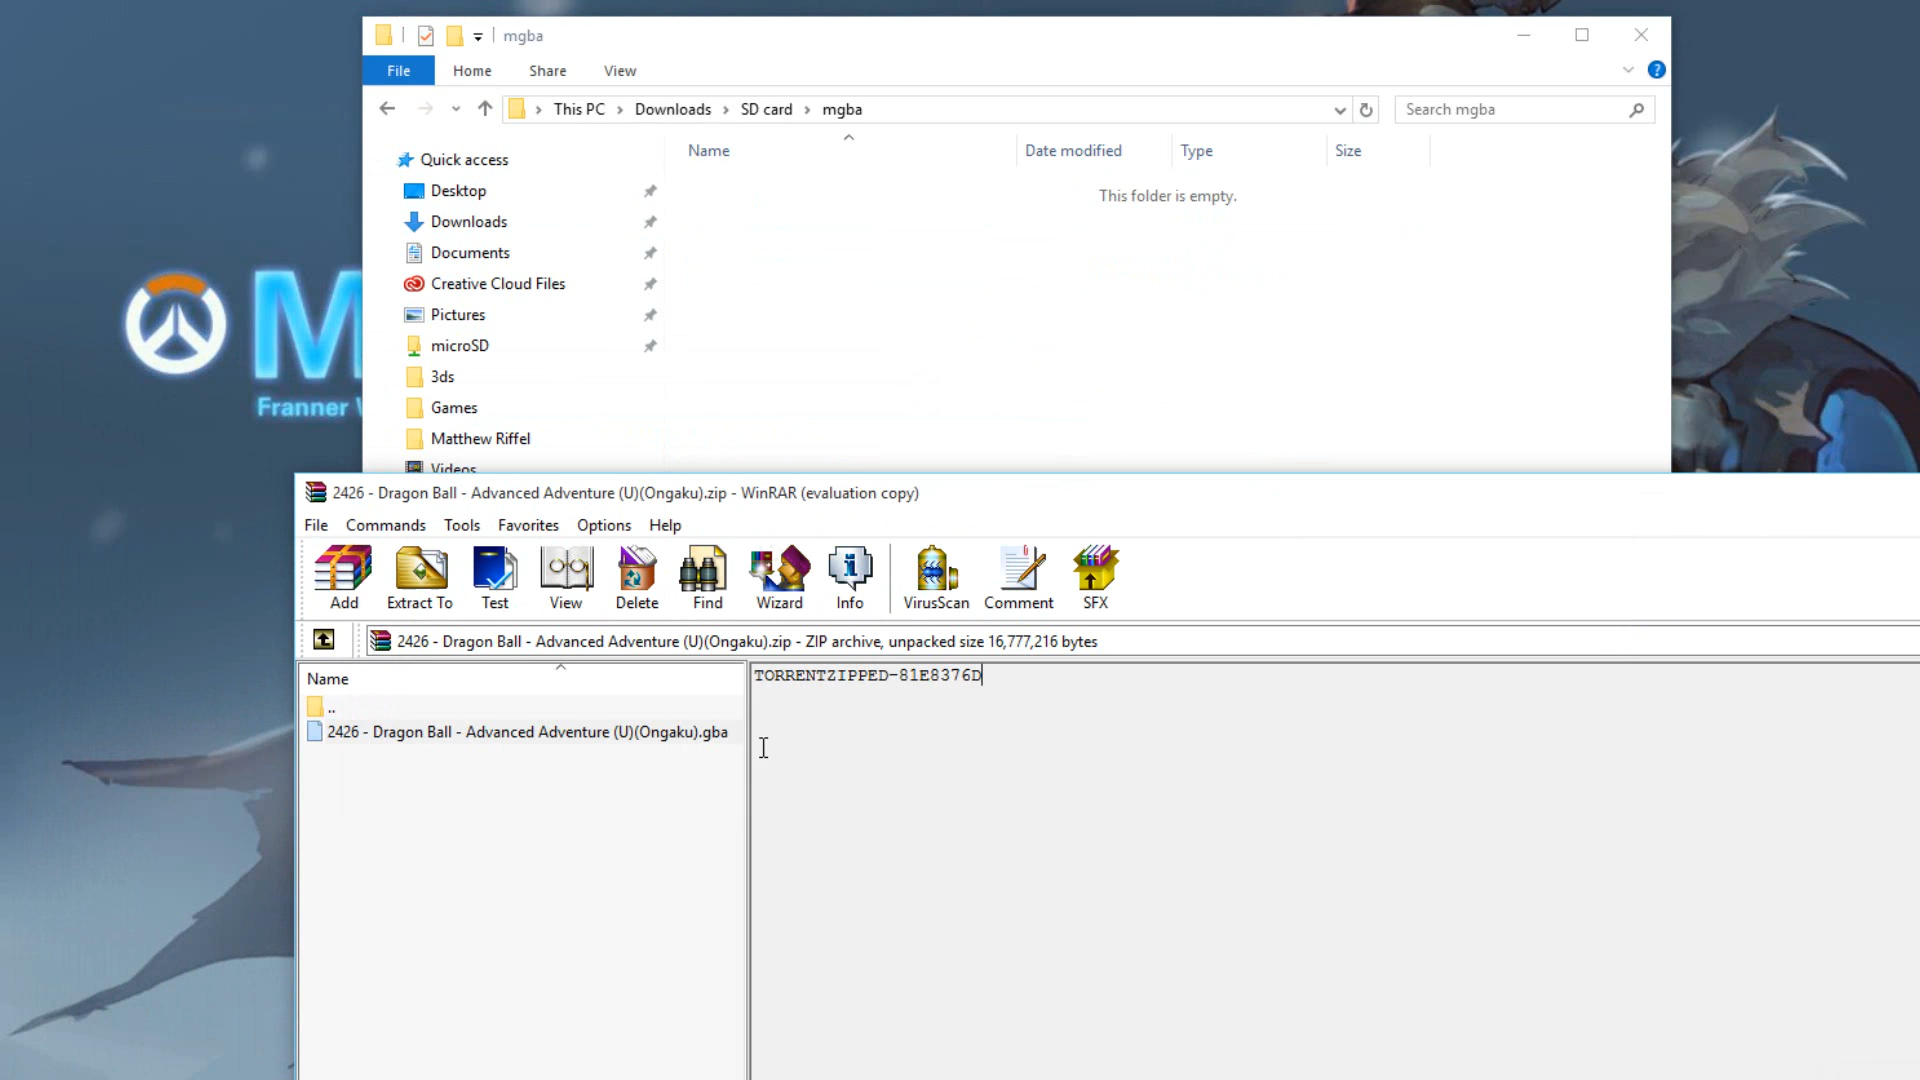 mgba
File Home Share View
This PC Downloads SD card mgba
Search mgba
Name Date modified Type Size
This folder is empty.
Quick access
Desktop
Downloads
Documents
Creative Cloud Files
Pictures
microSD
3ds
Games
Matthew Riffel
Videos
M
Franner
2426 - Dragon Ball - Advanced Adventure (U)(Ongaku).zip - WinRAR (evaluation copy)
File Commands Tools Favorites Options Help
Add Extract To Test View Delete Find Wizard Info VirusScan Comment SFX
2426 - Dragon Ball - Advanced Adventure (U)(Ongaku).zip - ZIP archive, unpacked size 16,777,216 bytes
Name
..
2426 - Dragon Ball - Advanced Adventure (U)(Ongaku).gba
TORRENTZIPPED-81E8376D